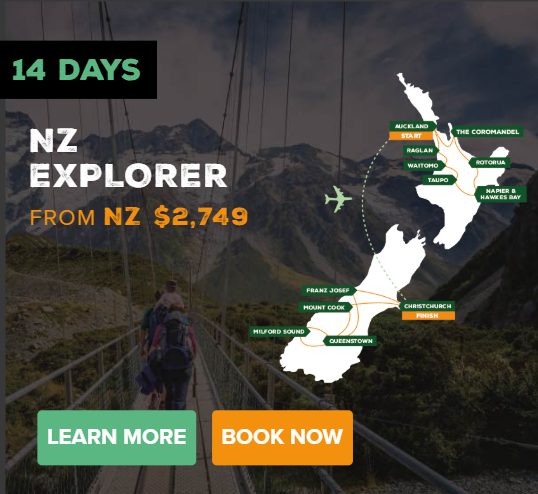 14 DAYS
NZ
EXPLORER
FROM NZ $2,749
AUCKLAND
START
THE COROMANDEL
RAGLAN
WAITOMO
ROTORUA
TAUPO
NAPIER &
HAWKES BAY
FRANZ JOSEF
MOUNT COOK
CHRISTCHURCH
FINISH
MILFORD SOUND
QUEENSTOWN
LEARN MORE
BOOK NOW